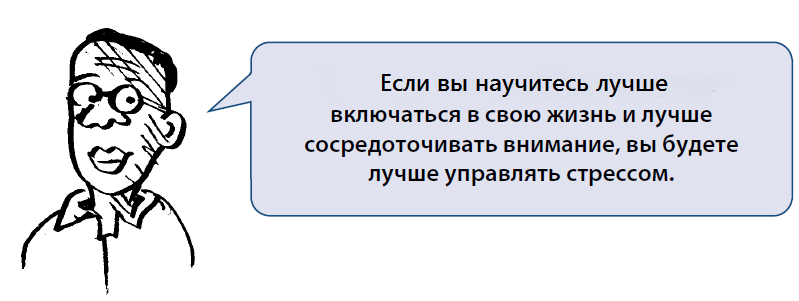 Если вы научитесь лучше
включаться в свою жизнь и лучше
сосредоточивать внимание, вы будете
лучше управлять стрессом.